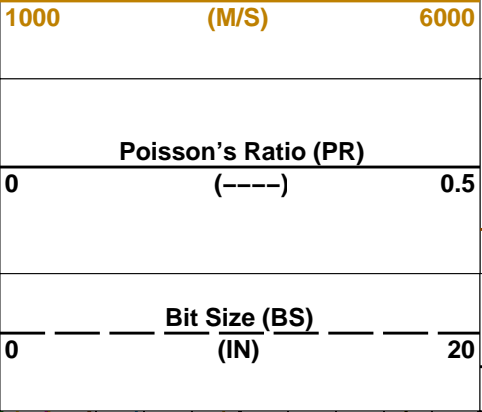 1000 (M/S) 6000
Poisson's Ratio (PR)
0 (----) 0.5
Bit Size (BS)
0 (IN) 20